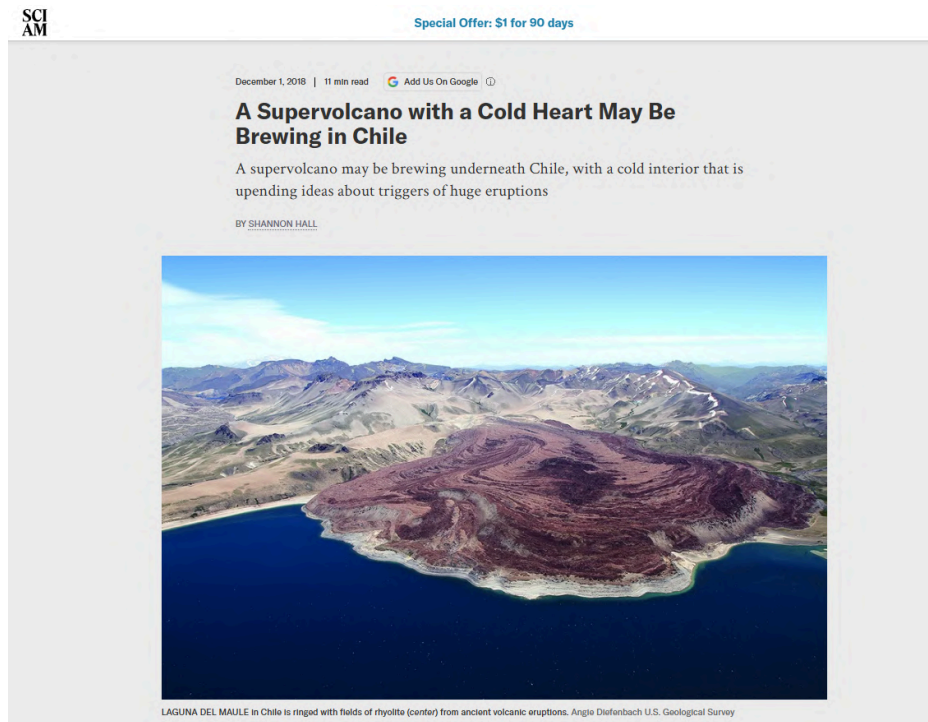 SCI
AM
Special Offer: $1 for 90 days
December 1, 2018 | 11 min read Add Us On Google
A Supervolcano with a Cold Heart May Be
Brewing in Chile
A supervolcano may be brewing underneath Chile, with a cold interior that is
upending ideas about triggers of huge eruptions
BY SHANNON HALL
LAGUNA DEL MAULE in Chile is ringed with fields of rhyolite (center) from ancient volcanic eruptions. Angie Diefenbach U.S. Geological Survey